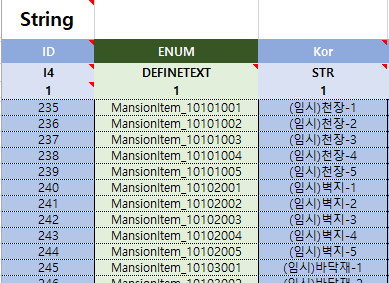 String
ID ENUM Kor
I4 DEFINETEXT STR
1 1 1
235 MansionItem_10101001 (임시)천장-1
236 MansionItem_10101002 (임시)천장-2
237 MansionItem_10101003 (임시)천장-3
238 MansionItem_10101004 (임시)천장-4
239 MansionItem_10101005 (임시)천장-5
240 MansionItem_10102001 (임시)벽지-1
241 MansionItem_10102002 (임시)벽지-2
242 MansionItem_10102003 (임시)벽지-3
243 MansionItem_10102004 (임시)벽지-4
244 MansionItem_10102005 (임시)벽지-5
245 MansionItem_10103001 (임시)바닥재-1